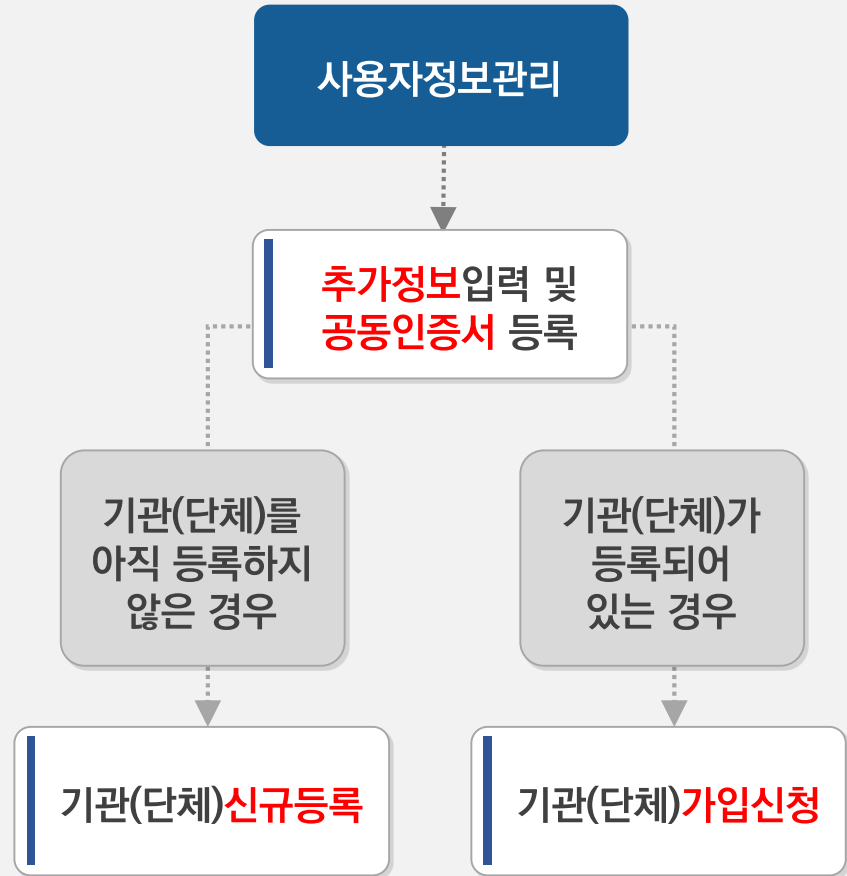 사용자정보관리
추가정보입력 및
공동인증서 등록
기관(단체)를
아직 등록하지
않은 경우
기관(단체)가
등록되어
있는 경우
기관(단체)신규등록
기관(단체)가입신청